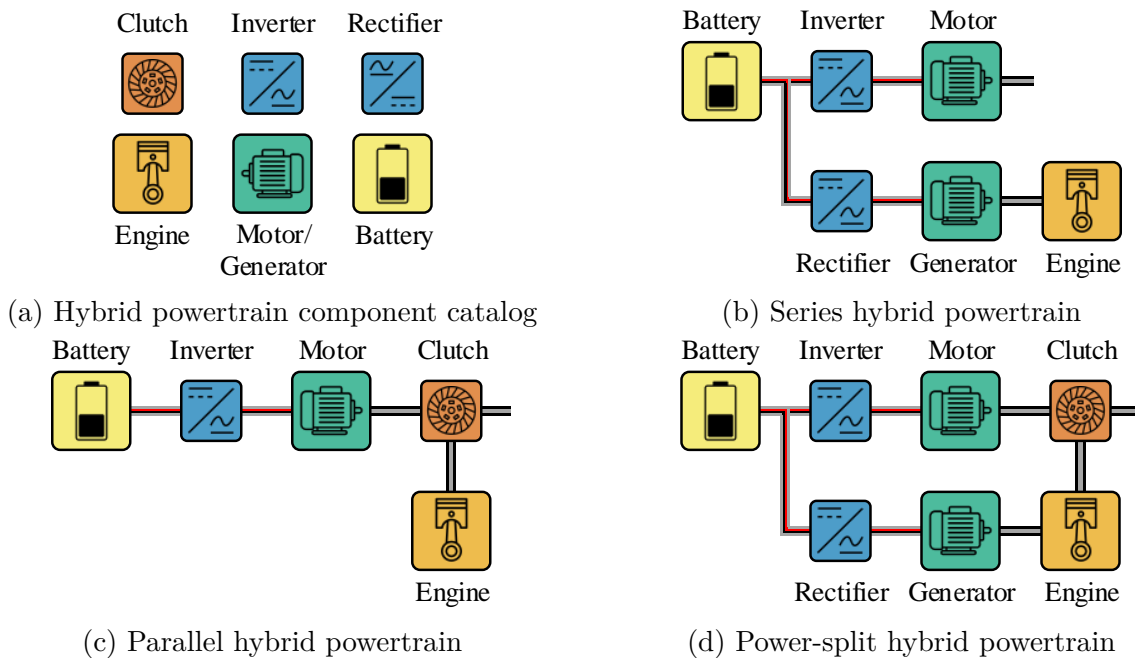 Clutch Inverter Rectifier
Engine Motor/ Battery
Generator
(a) Hybrid powertrain component catalog
Battery Inverter Motor
Rectifier Generator Engine
(b) Series hybrid powertrain
Battery Inverter Motor Clutch
Engine
(c) Parallel hybrid powertrain
Battery Inverter Motor Clutch
Rectifier Generator Engine
(d) Power-split hybrid powertrain